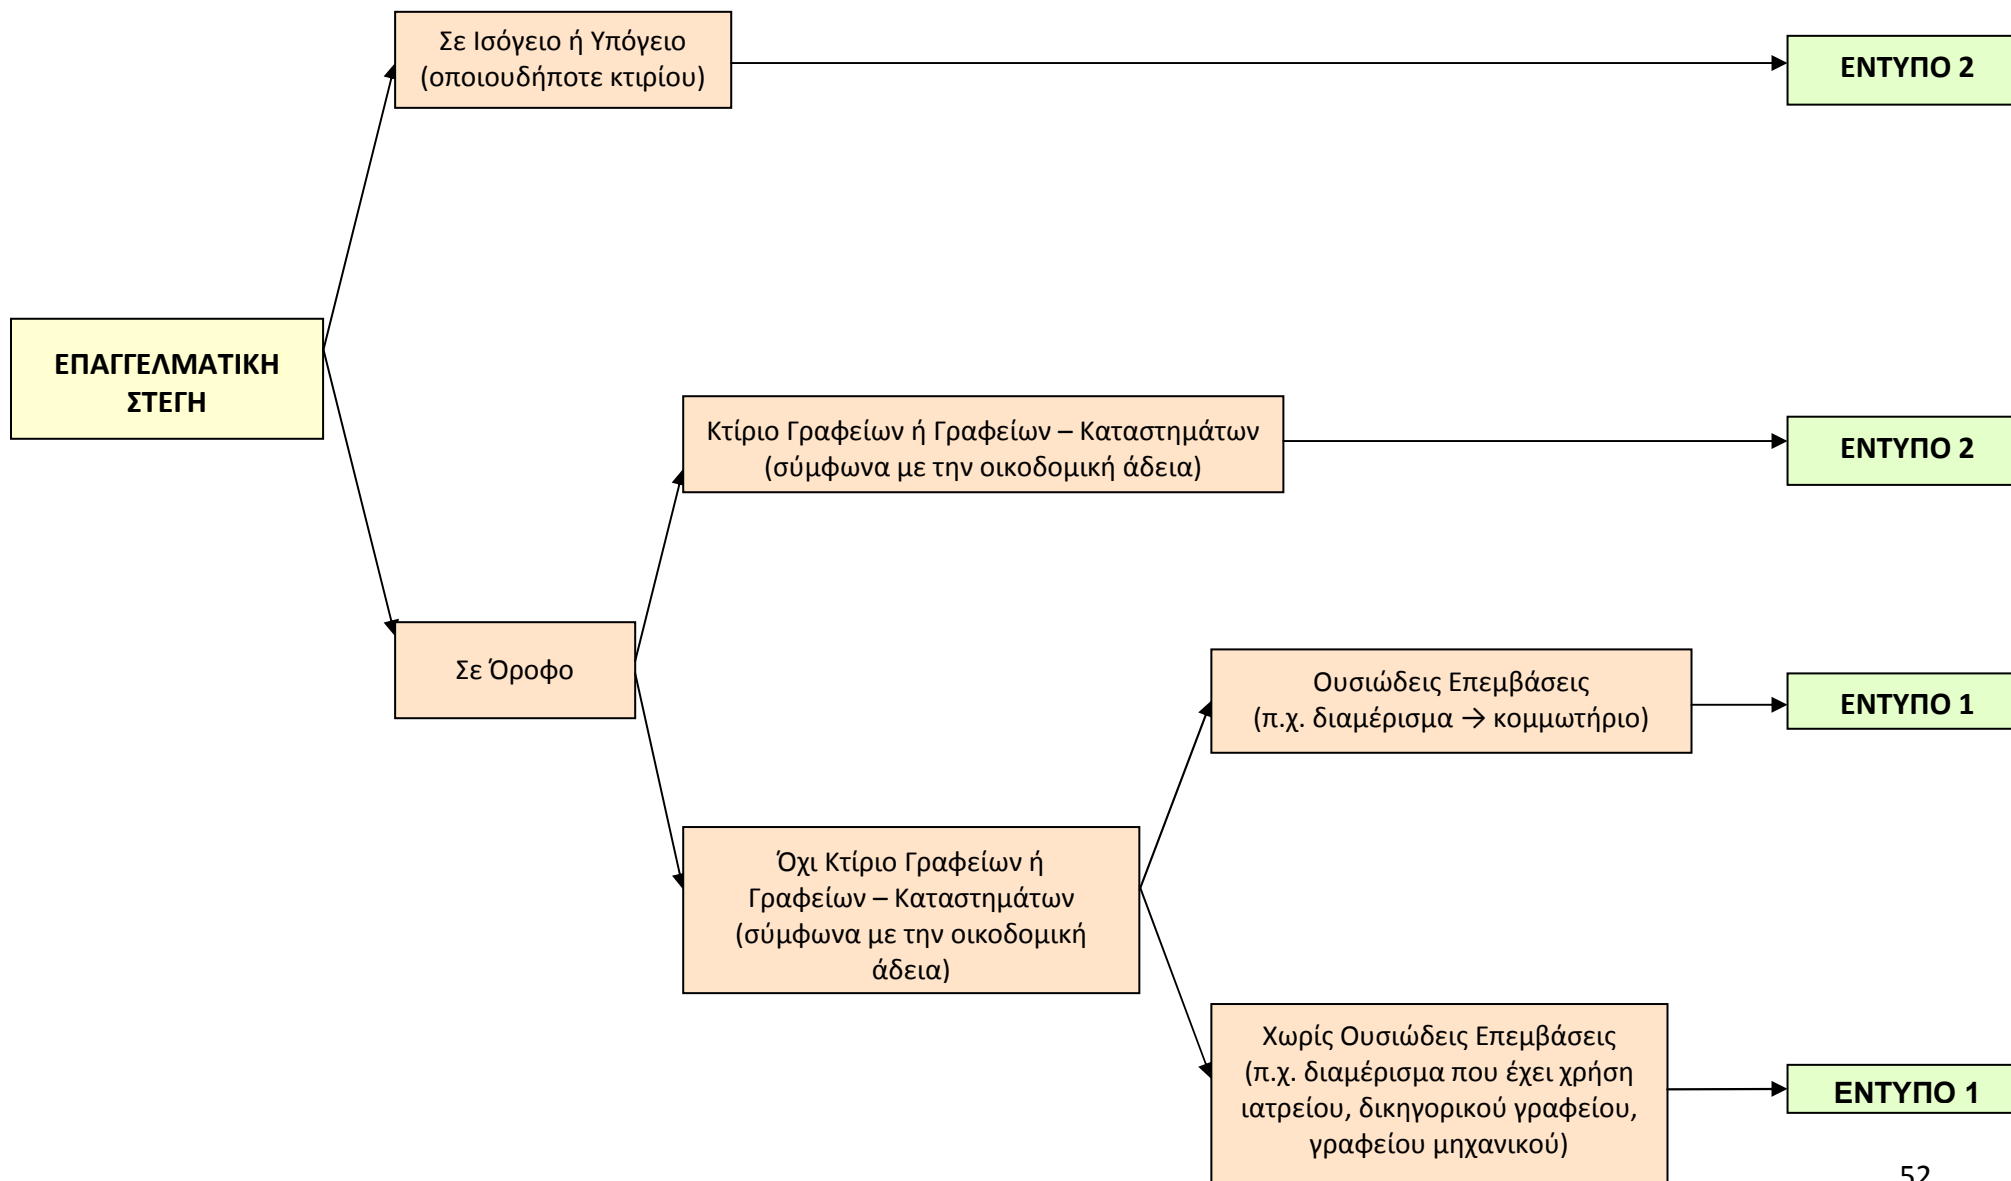 Σε Ισόγειο ή Υπόγειο
(οποιουδήποτε κτιρίου)
ΕΝΤΥΠΟ 2
ΕΠΑΓΓΕΛΜΑΤΙΚΗ
ΣΤΕΓΗ
Κτίριο Γραφείων ή Γραφείων – Καταστημάτων
(σύμφωνα με την οικοδομική άδεια)
ΕΝΤΥΠΟ 2
Σε Όροφο
Ουσιώδεις Επεμβάσεις
(π.χ. διαμέρισμα → κομμωτήριο)
ΕΝΤΥΠΟ 1
Όχι Κτίριο Γραφείων ή
Γραφείων – Καταστημάτων
(σύμφωνα με την οικοδομική
άδεια)
Χωρίς Ουσιώδεις Επεμβάσεις
(π.χ. διαμέρισμα που έχει χρήση
ιατρείου, δικηγορικού γραφείου,
γραφείου μηχανικού)
ΕΝΤΥΠΟ 1
52